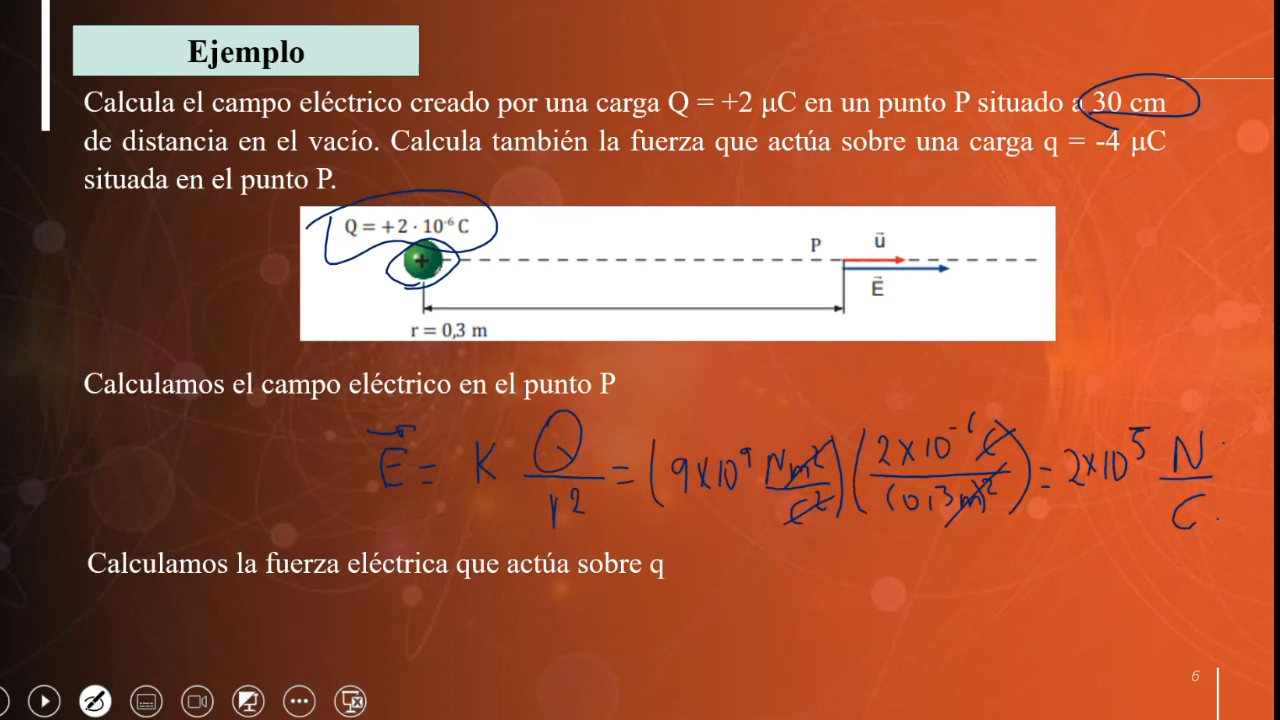 Ejemplo
Calcula el campo eléctrico creado por una carga Q = +2 μC en un punto P situado a 30 cm
de distancia en el vacío. Calcula también la fuerza que actúa sobre una carga q = -4 μC
situada en el punto P.
Q = +2 · 10⁻⁶ C
+
P
u⃗
E⃗
r = 0,3 m
Calculamos el campo eléctrico en el punto P
E⃗ = K Q/r² = (9×10⁹ Nm²/C²) (2×10⁻⁶ C/(0,3m)²) = 2×10⁵ N/C
Calculamos la fuerza eléctrica que actúa sobre q
6